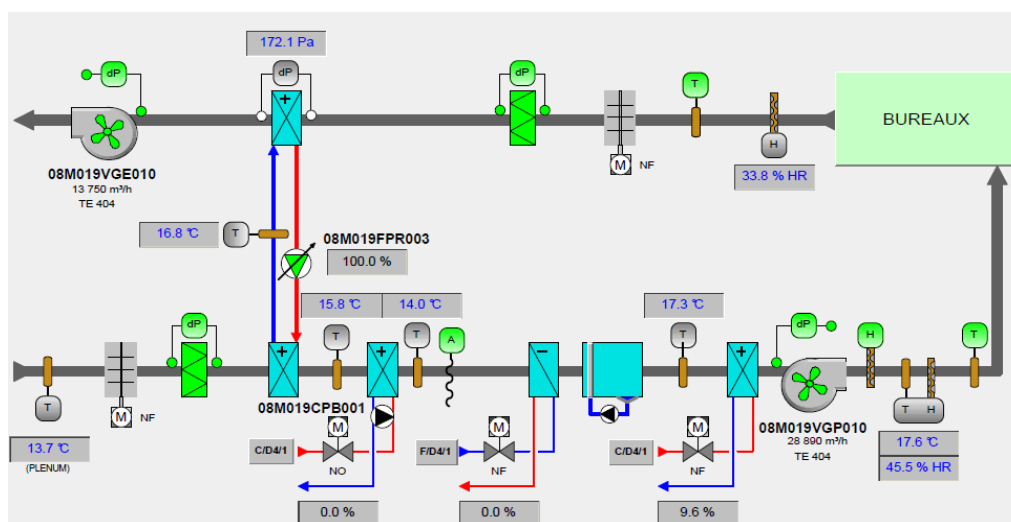 172.1 Pa
dP
dP
dP
T
BUREAUX
H
M
NF
33.8 % HR
08M019VGE010
13 750 m³/h
TE 404
16.8 °C
T
08M019FPR003
100.0 %
15.8 °C
14.0 °C
17.3 °C
dP
T
T
A
T
dP
H
T
M
NF
T
08M019CPB001
08M019VGP010
28 890 m³/h
TE 404
T
H
13.7 °C
(PLENUM)
C/D4/1
M
NO
F/D4/1
M
NF
C/D4/1
M
NF
17.6 °C
45.5 % HR
0.0 %
0.0 %
9.6 %